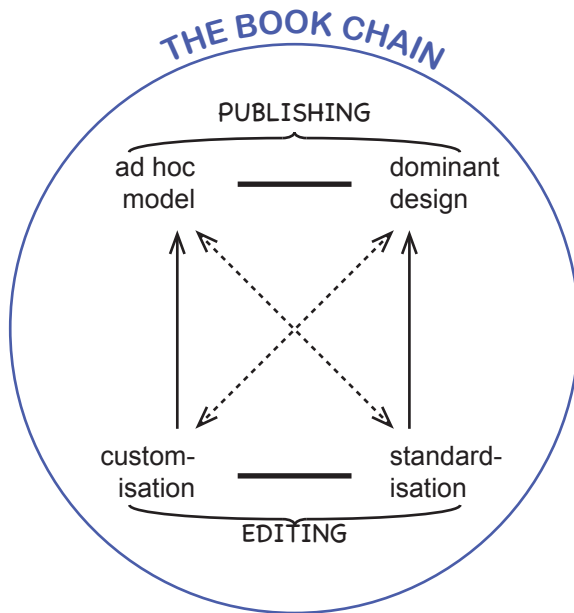 THE BOOK CHAIN
PUBLISHING
ad hoc
model
dominant
design
custom-
isation
standard-
isation
EDITING